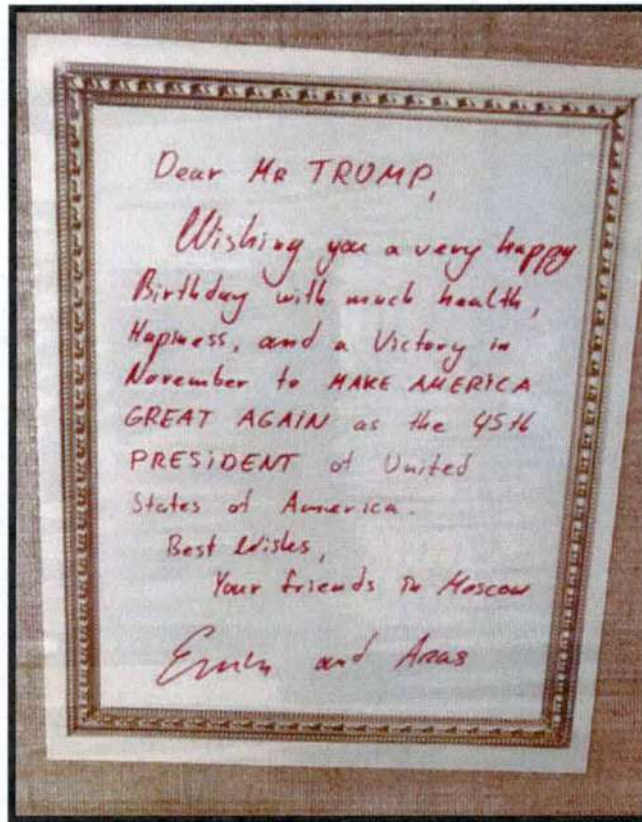 Dear MR TRUMP,
Wishing you a very happy
Birthday with much health,
Hapiness, and a Victory in
November to MAKE AMERICA
GREAT AGAIN as the 45th
PRESIDENT of United
States of America.
Best Wishes,
Your friends in Moscow
Emin and Aras